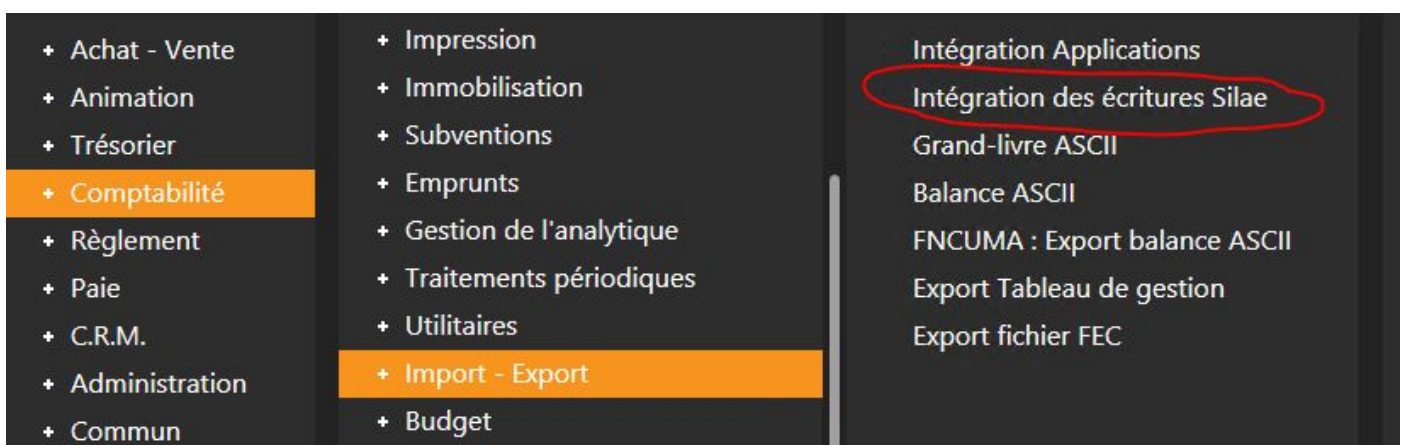 Achat - Vente
Animation
Trésorier
Comptabilité
Règlement
Paie
C.R.M.
Administration
Commun
Impression
Immobilisation
Subventions
Emprunts
Gestion de l'analytique
Traitements périodiques
Utilitaires
Import - Export
Budget
Intégration Applications
Intégration des écritures Silae
Grand-livre ASCII
Balance ASCII
FNCUMA : Export balance ASCII
Export Tableau de gestion
Export fichier FEC